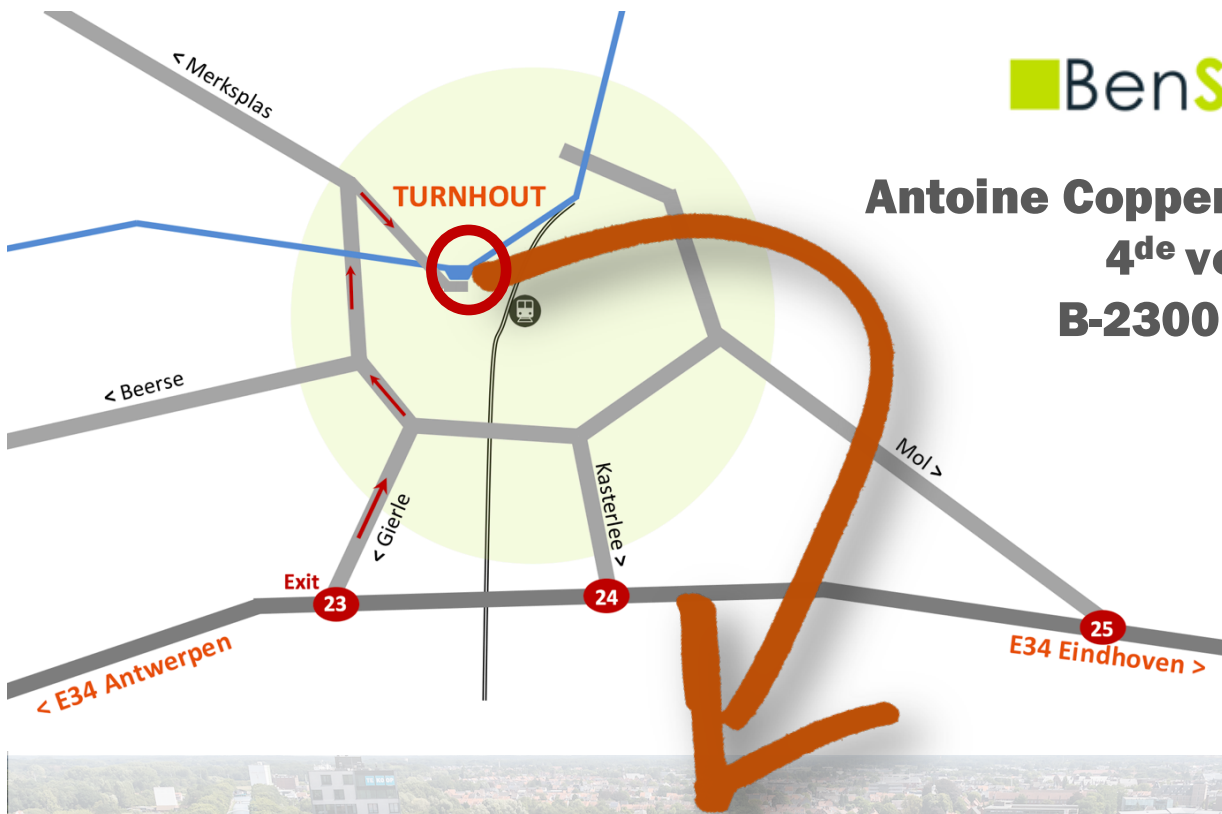 < Merksplas
BenS
TURNHOUT
Antoine Copper
4de ve
B-2300
< Beerse
Mol >
< Gierle
Kasterlee >
Exit
23
24
25
< E34 Antwerpen
E34 Eindhoven >